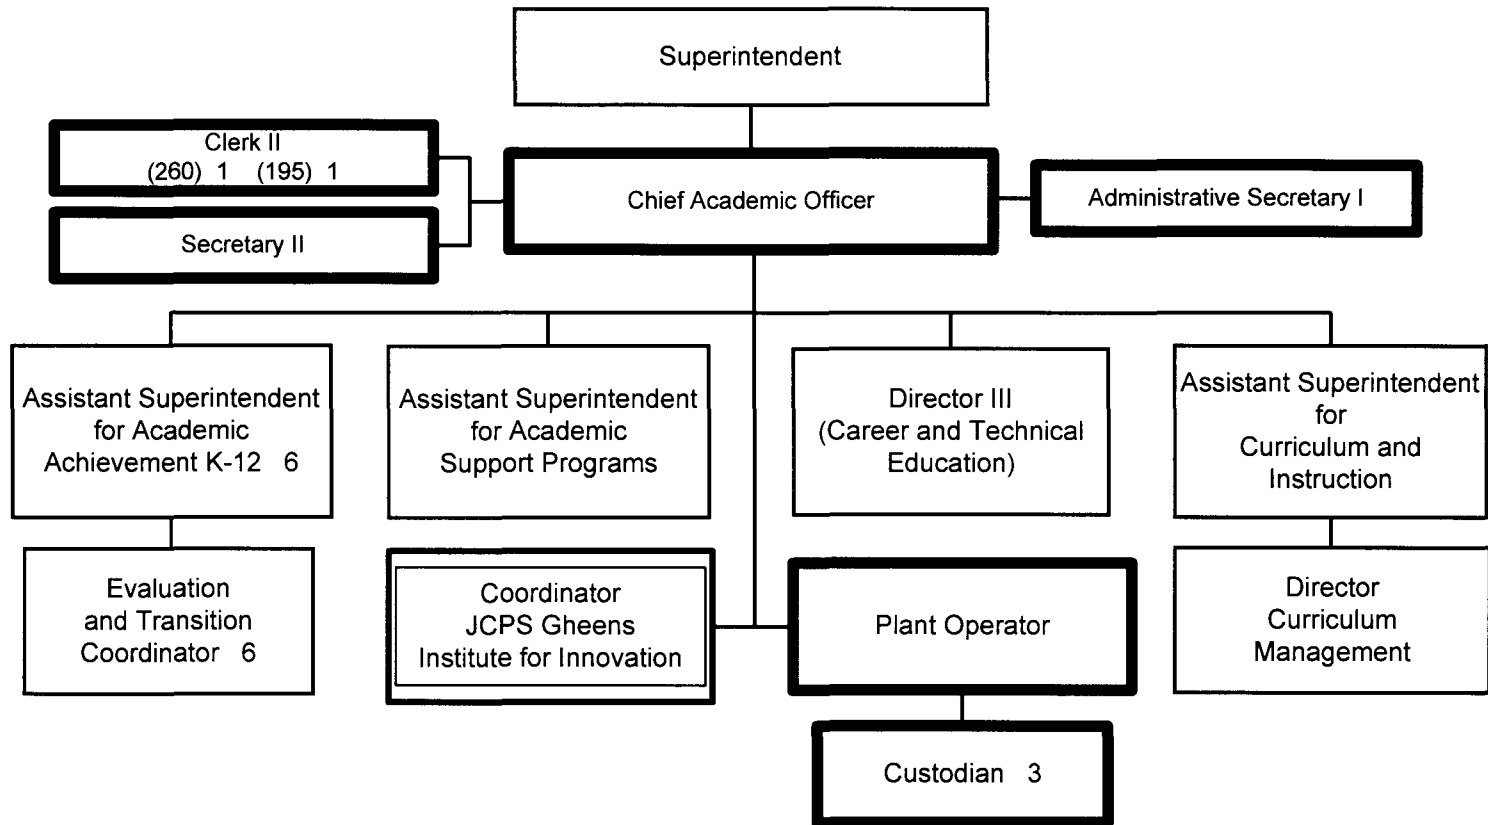 Superintendent
Clerk II
(260) 1 (195) 1
Secretary II
Chief Academic Officer
Administrative Secretary I
Assistant Superintendent
for Academic
Achievement K-12 6
Assistant Superintendent
for Academic
Support Programs
Director III
(Career and Technical
Education)
Assistant Superintendent
for
Curriculum and
Instruction
Evaluation
and Transition
Coordinator 6
Coordinator
JCPS Gheens
Institute for Innovation
Plant Operator
Director
Curriculum
Management
Custodian 3